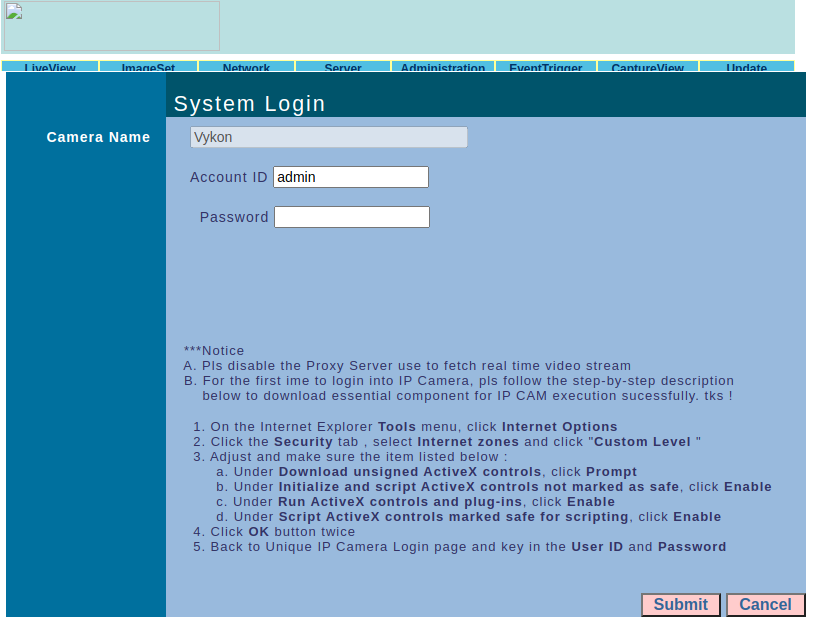 LiveView ImageSet Network Server Administration EventTrigger CaptureView Update
System Login
Camera Name Vykon
Account ID admin
Password
***Notice
A. Pls disable the Proxy Server use to fetch real time video stream
B. For the first ime to login into IP Camera, pls follow the step-by-step description
below to download essential component for IP CAM execution sucessfully. tks !
1. On the Internet Explorer Tools menu, click Internet Options
2. Click the Security tab , select Internet zones and click "Custom Level "
3. Adjust and make sure the item listed below :
a. Under Download unsigned ActiveX controls, click Prompt
b. Under Initialize and script ActiveX controls not marked as safe, click Enable
c. Under Run ActiveX controls and plug-ins, click Enable
d. Under Script ActiveX controls marked safe for scripting, click Enable
4. Click OK button twice
5. Back to Unique IP Camera Login page and key in the User ID and Password
Submit Cancel